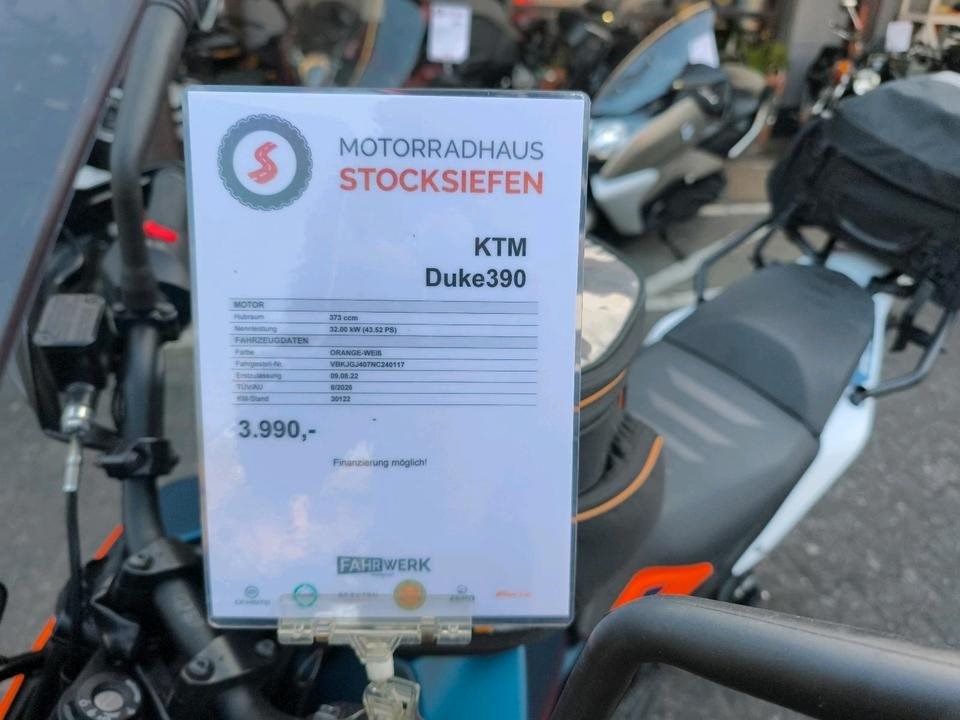 MOTORRADHAUS
STOCKSIEFEN
KTM
Duke390
MOTOR
Hubraum 373 ccm
Nennleistung 32.00 kW (43.52 PS)
FAHRZEUGDATEN
Farbe ORANGE-WEIß
Fahrgestell-Nr. VBKJGJ407NC240117
Erstzulassung 09.08.22
TÜV/AU 8/2026
KM-Stand 30122
3.990,-
Finanzierung möglich!
FAHRWERK